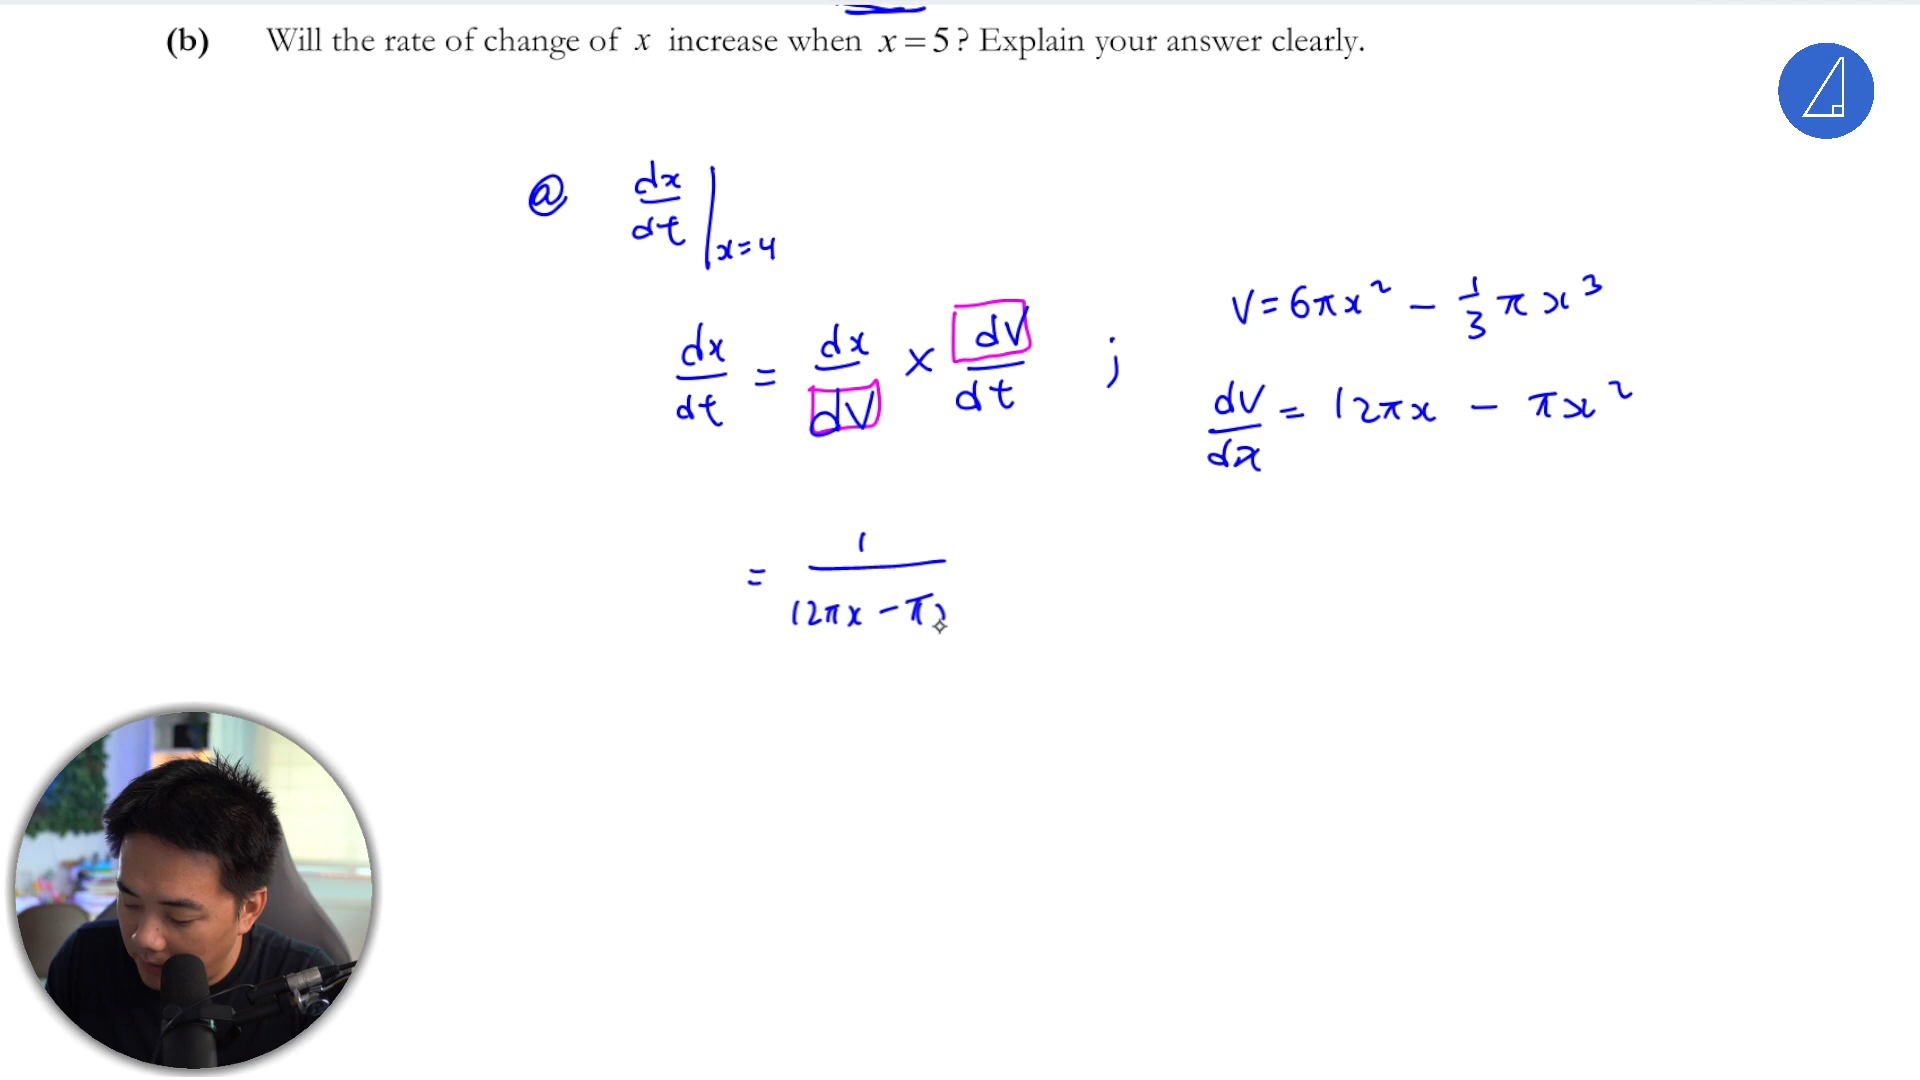 (b) Will the rate of change of x increase when x = 5? Explain your answer clearly.
@ dx/dt |x=4
dx/dt = dx/dV × dV/dt ; V = 6πx² − 1/3 πx³
dV/dx = 12πx − πx²
= 1/(12πx − π